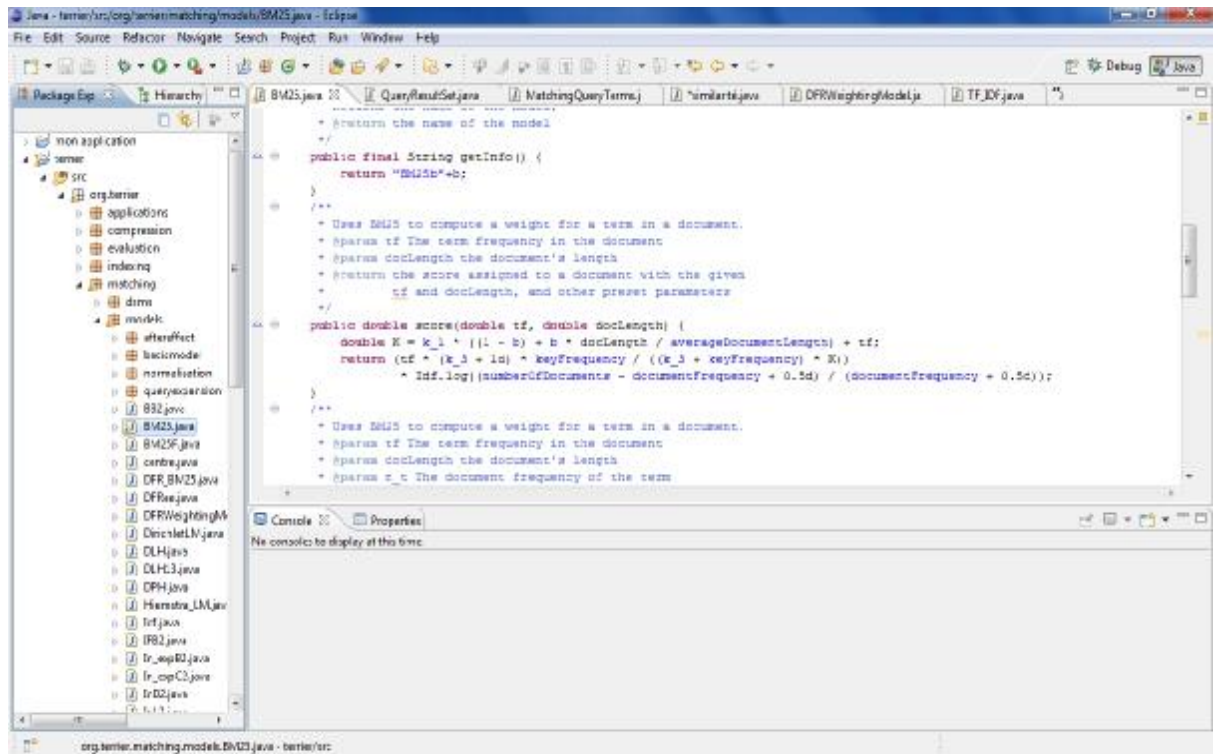 Java - terrier/src/org/terrier/matching/models/BM25.java - Eclipse
File Edit Source Refactor Navigate Search Project Run Window Help
Debug Java
Package Exp Hierarchy
BM25.java QueryResultSet.java MatchingQueryTerms.j *similarté.java DFRWeightingModel.ja TF_IDF.java
mon application
terrier
src
org.terrier
applications
compression
evaluation
indexing
matching
dsms
models
aftereffect
basicmodel
normalisation
queryexpansion
BB2.java
BM25.java
BM25F.java
centre.java
DFR_BM25.java
DFRee.java
DFRWeightingM
DirichletLM.java
DLH.java
DLH13.java
DPH.java
Hiemstra_LM.jav
IFB2.java
In_expB2.java
In_expC2.java
InB2.java
* @return the name of the model
*/
public final String getInfo() {
return "BM25b"+b;
}
/**
* Uses BM25 to compute a weight for a term in a document.
* @param tf The term frequency in the document
* @param docLength the document's length
* @return the score assigned to a document with the given
* tf and docLength, and other preset parameters
*/
public double score(double tf, double docLength) {
double K = k_1 * ((1 - b) + b * docLength / averageDocumentLength) + tf;
return (tf * (k_3 + 1d) * keyFrequency / ((k_3 + keyFrequency) * K))
* Idf.log((numberOfDocuments - documentFrequency + 0.5d) / (documentFrequency + 0.5d));
}
/**
* Uses BM25 to compute a weight for a term in a document.
* @param tf The term frequency in the document
* @param docLength the document's length
* @param n_t The document frequency of the term
Console Properties
No consoles to display at this time.
org.terrier.matching.models.BM25.java - terrier/src